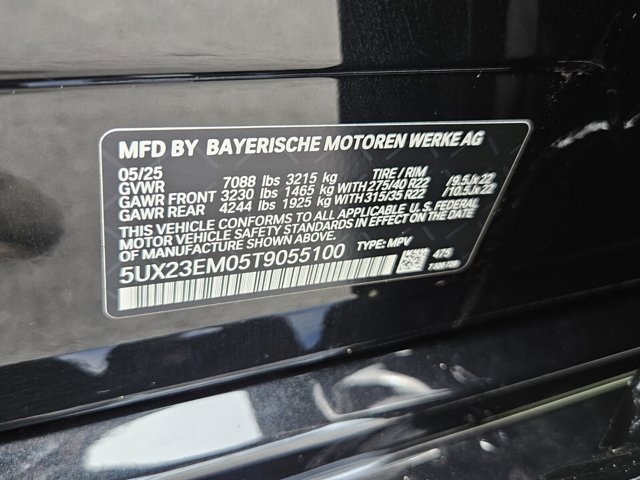 MFD BY BAYERISCHE MOTOREN WERKE AG
05/25 TIRE / RIM
GVWR 7088 lbs 3215 kg
GAWR FRONT 3230 lbs 1465 kg WITH 275/40 R22 /9.5Jx22
GAWR REAR 4244 lbs 1925 kg WITH 315/35 R22 /10.5Jx22
THIS VEHICLE CONFORMS TO ALL APPLICABLE U.S. FEDERAL
MOTOR VEHICLE SAFETY STANDARDS IN EFFECT ON THE DATE
OF MANUFACTURE SHOWN ABOVE.
5UX23EM05T9055100 TYPE: MPV
475